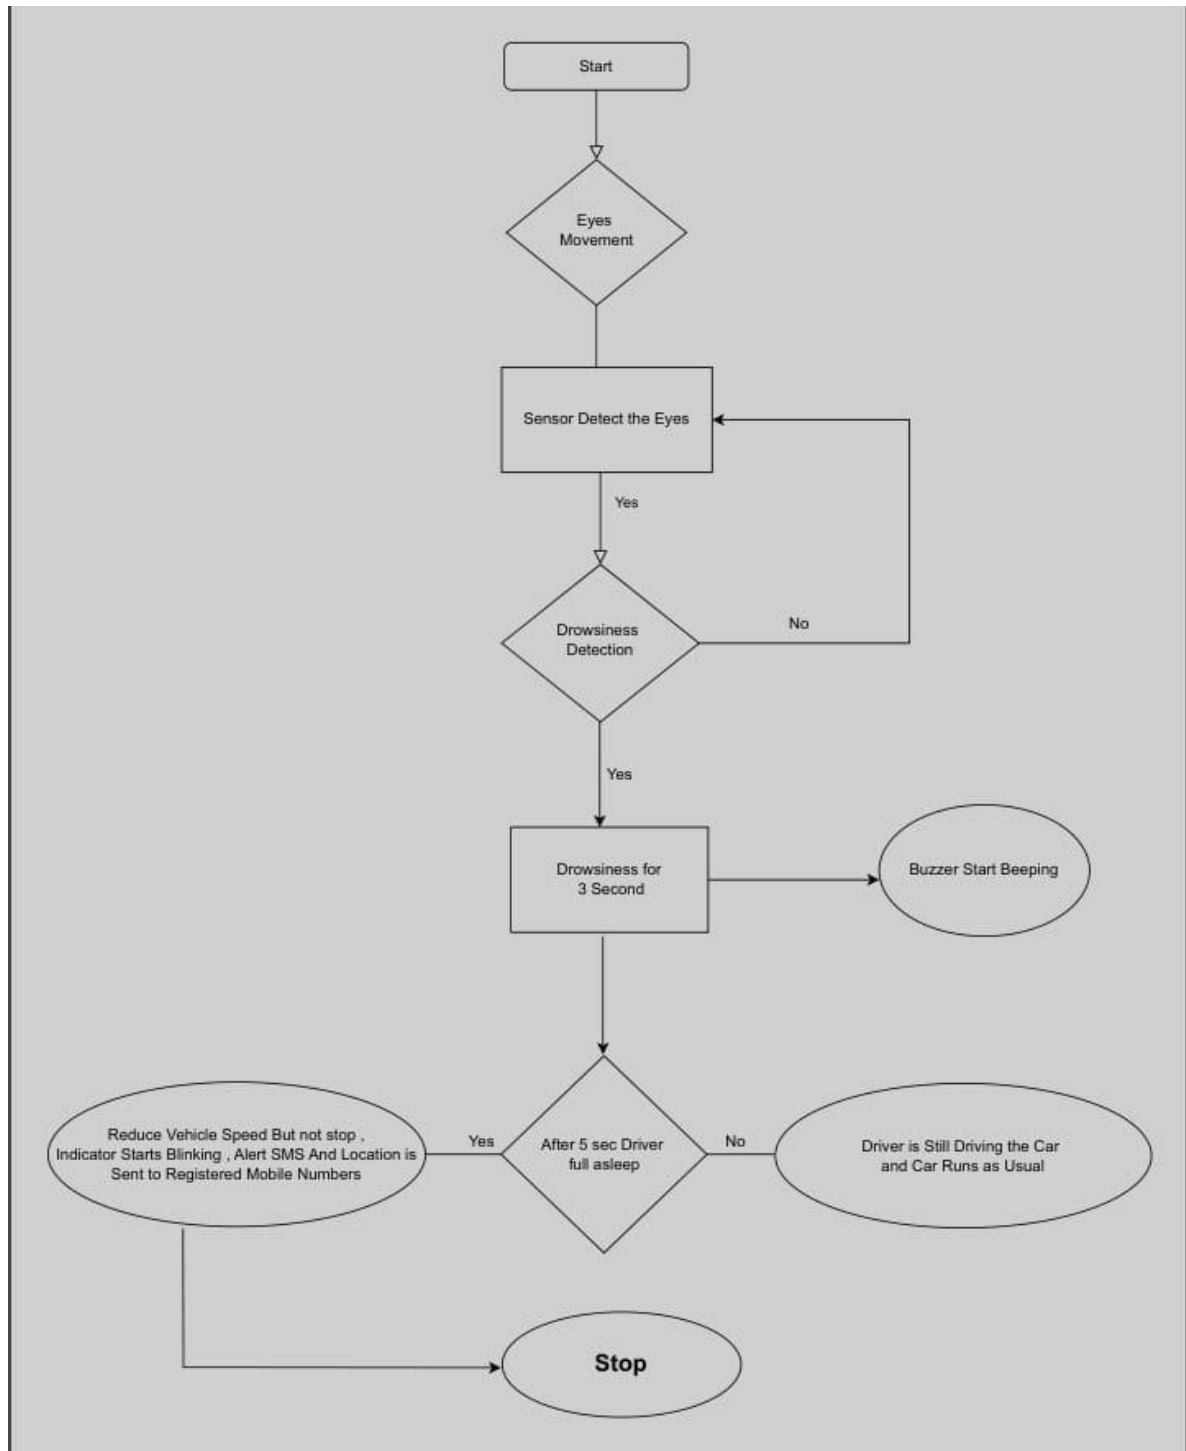 Start
Eyes
Movement
Sensor Detect the Eyes
Yes
Drowsiness
Detection
No
Yes
Drowsiness for
3 Second
Buzzer Start Beeping
Reduce Vehicle Speed But not stop ,
Indicator Starts Blinking , Alert SMS And Location is
Sent to Registered Mobile Numbers
Yes
After 5 sec Driver
full asleep
No
Driver is Still Driving the Car
and Car Runs as Usual
Stop